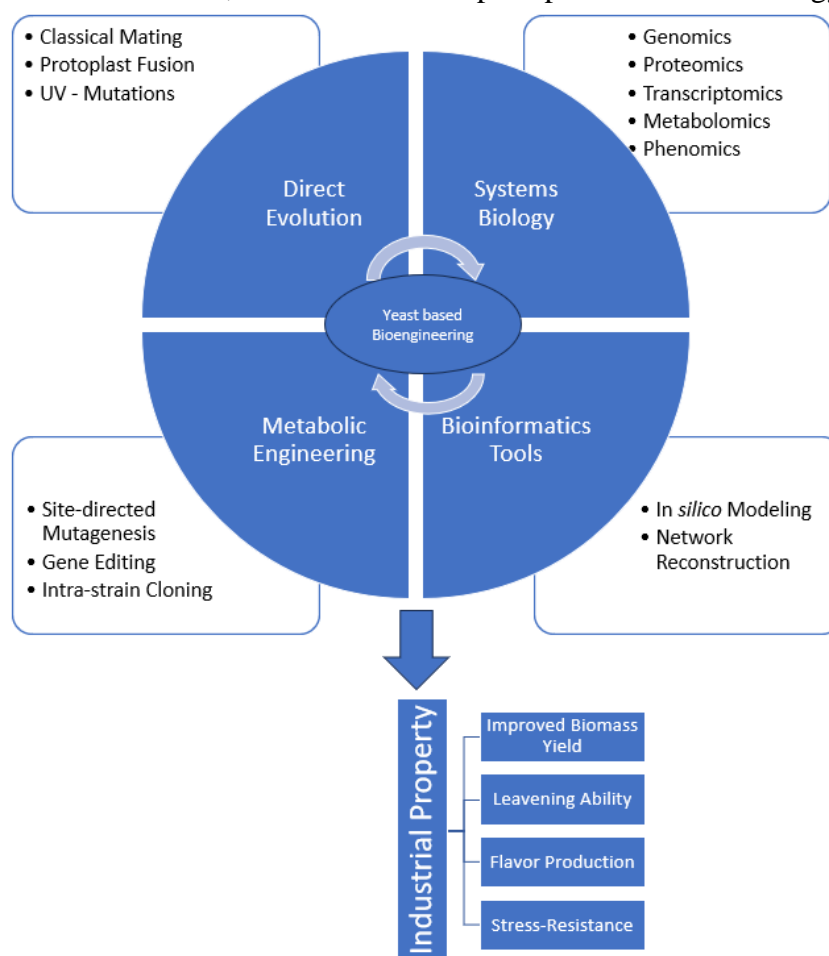 • Classical Mating
• Protoplast Fusion
• UV - Mutations
• Genomics
• Proteomics
• Transcriptomics
• Metabolomics
• Phenomics
Direct
Evolution
Systems
Biology
Yeast based
Bioengineering
Metabolic
Engineering
Bioinformatics
Tools
• Site-directed
Mutagenesis
• Gene Editing
• Intra-strain Cloning
• In silico Modeling
• Network
Reconstruction
Industrial Property
Improved Biomass
Yield
Leavening Ability
Flavor Production
Stress-Resistance